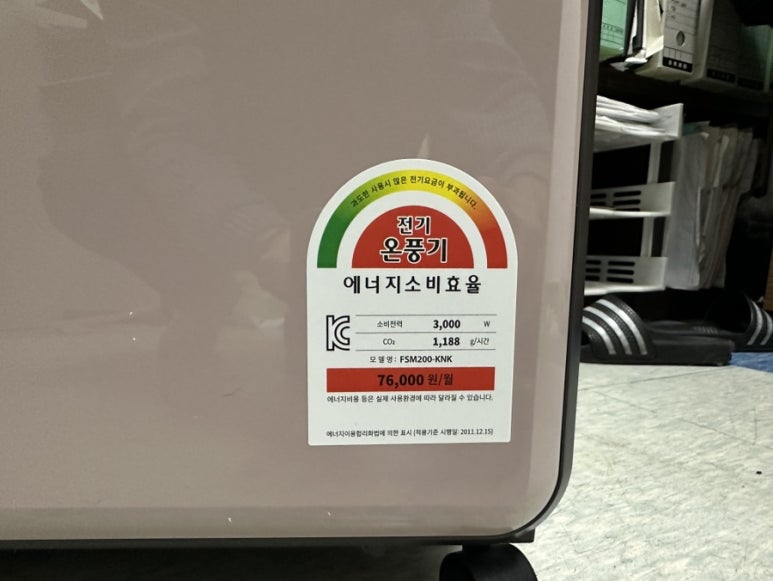 과도한 사용시 많은 전기요금이 부과됩니다.
전기
온풍기
에너지소비효율
소비전력 3,000 W
CO₂ 1,188 g/시간
모델명: FSM200-KNK
76,000 원/월
에너지비용 등은 실제 사용환경에 따라 달라질 수 있습니다.
에너지이용합리화법에 의한 표시 (적용기준 시행일: 2011.12.15)